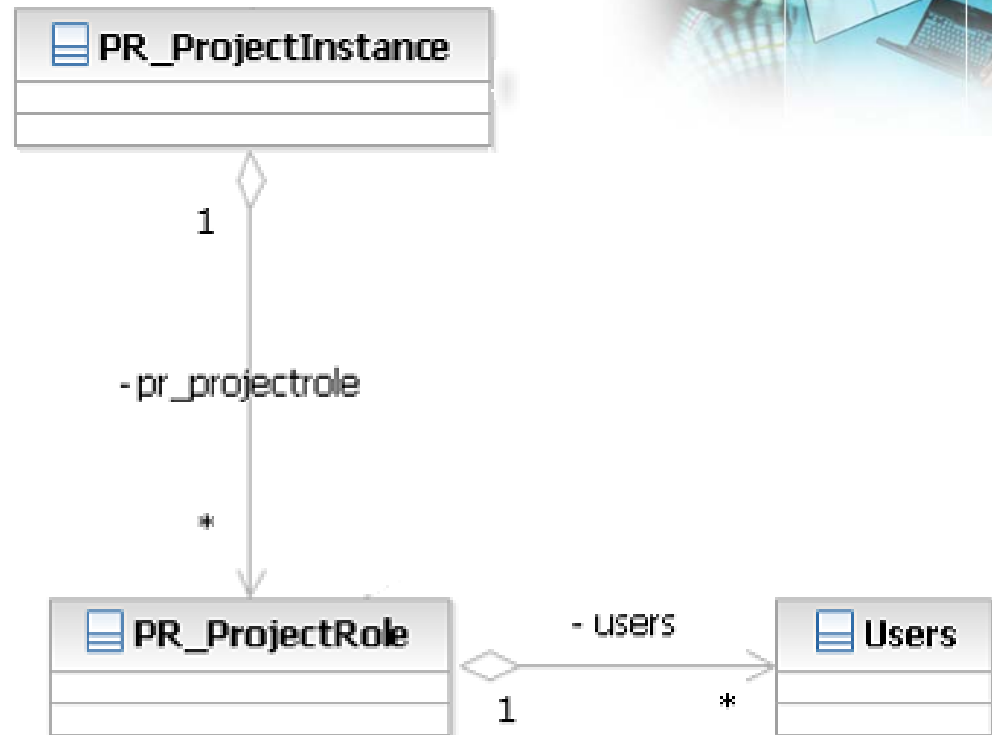 PR_ProjectInstance
1
- pr_projectrole
*
PR_ProjectRole
- users
Users
1
*